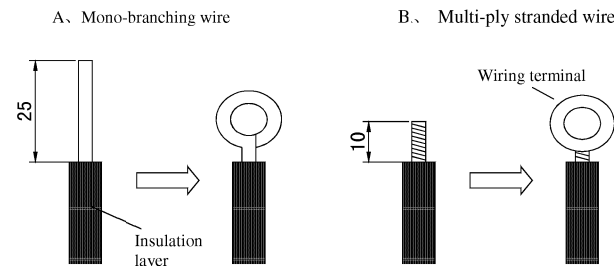 A、Mono-branching wire
B.、 Multi-ply stranded wire
Wiring terminal
25
10
Insulation
layer